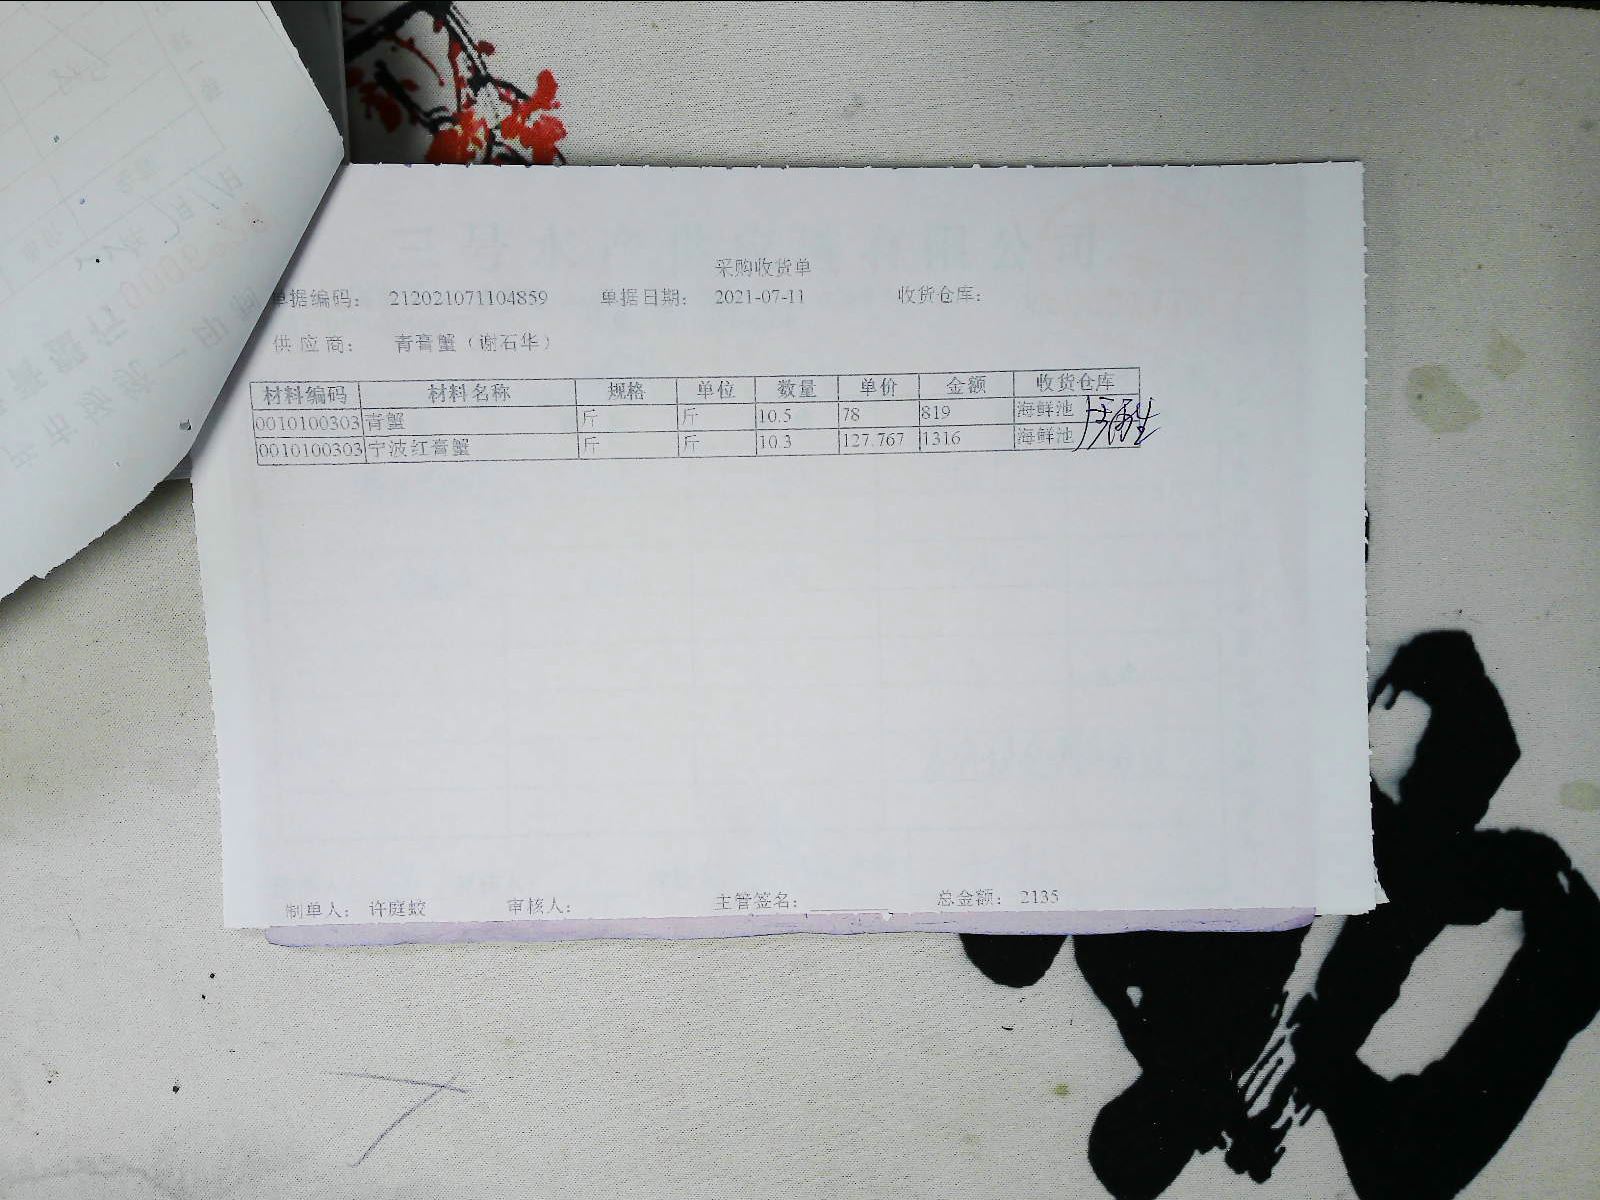 采购收货单
单据编码： 212021071104859 单据日期： 2021-07-11 收货仓库：
供应商： 青膏蟹（谢石华）
材料编码 材料名称 规格 单位 数量 单价 金额 收货仓库
0010100303 青蟹 斤 斤 10.5 78 819 海鲜池
0010100303 宁波红膏蟹 斤 斤 10.3 127.767 1316 海鲜池
制单人： 许庭蛟 审核人： 主管签名： 总金额： 2135